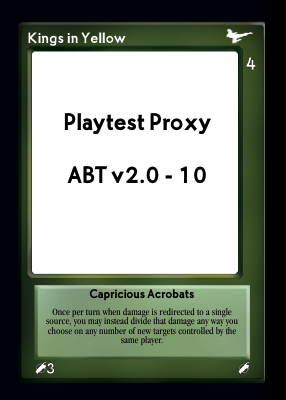 Kings in Yellow
4
Playtest Proxy
ABT v2.0 - 10
Capricious Acrobats
Once per turn when damage is redirected to a single
source, you may instead divide that damage any way you
choose on any number of new targets controlled by the
same player.
3